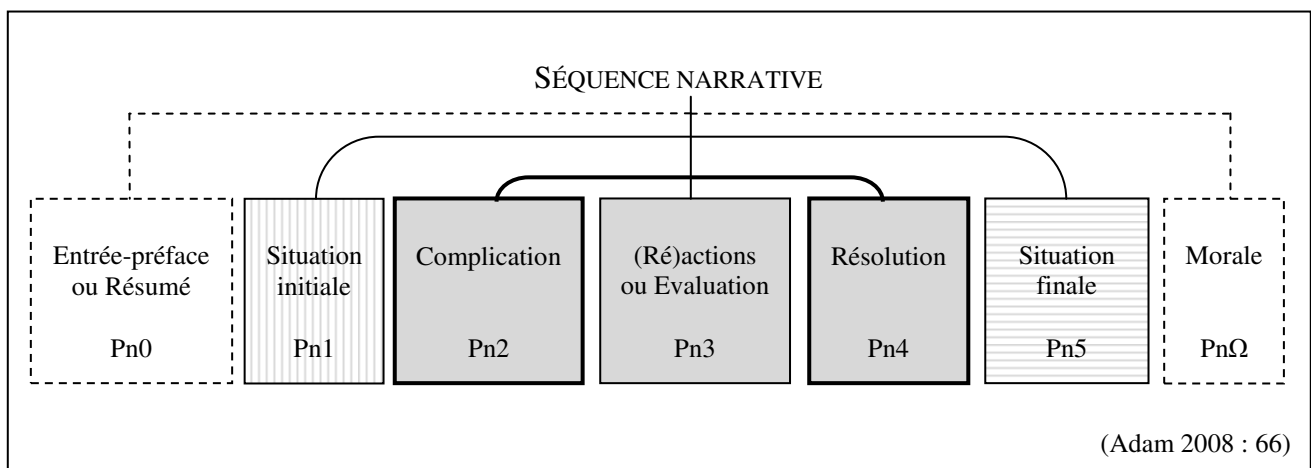 SÉQUENCE NARRATIVE
Entrée-préface
ou Résumé
Pn0
Situation
initiale
Pn1
Complication
Pn2
(Ré)actions
ou Evaluation
Pn3
Résolution
Pn4
Situation
finale
Pn5
Morale
PnΩ
(Adam 2008 : 66)